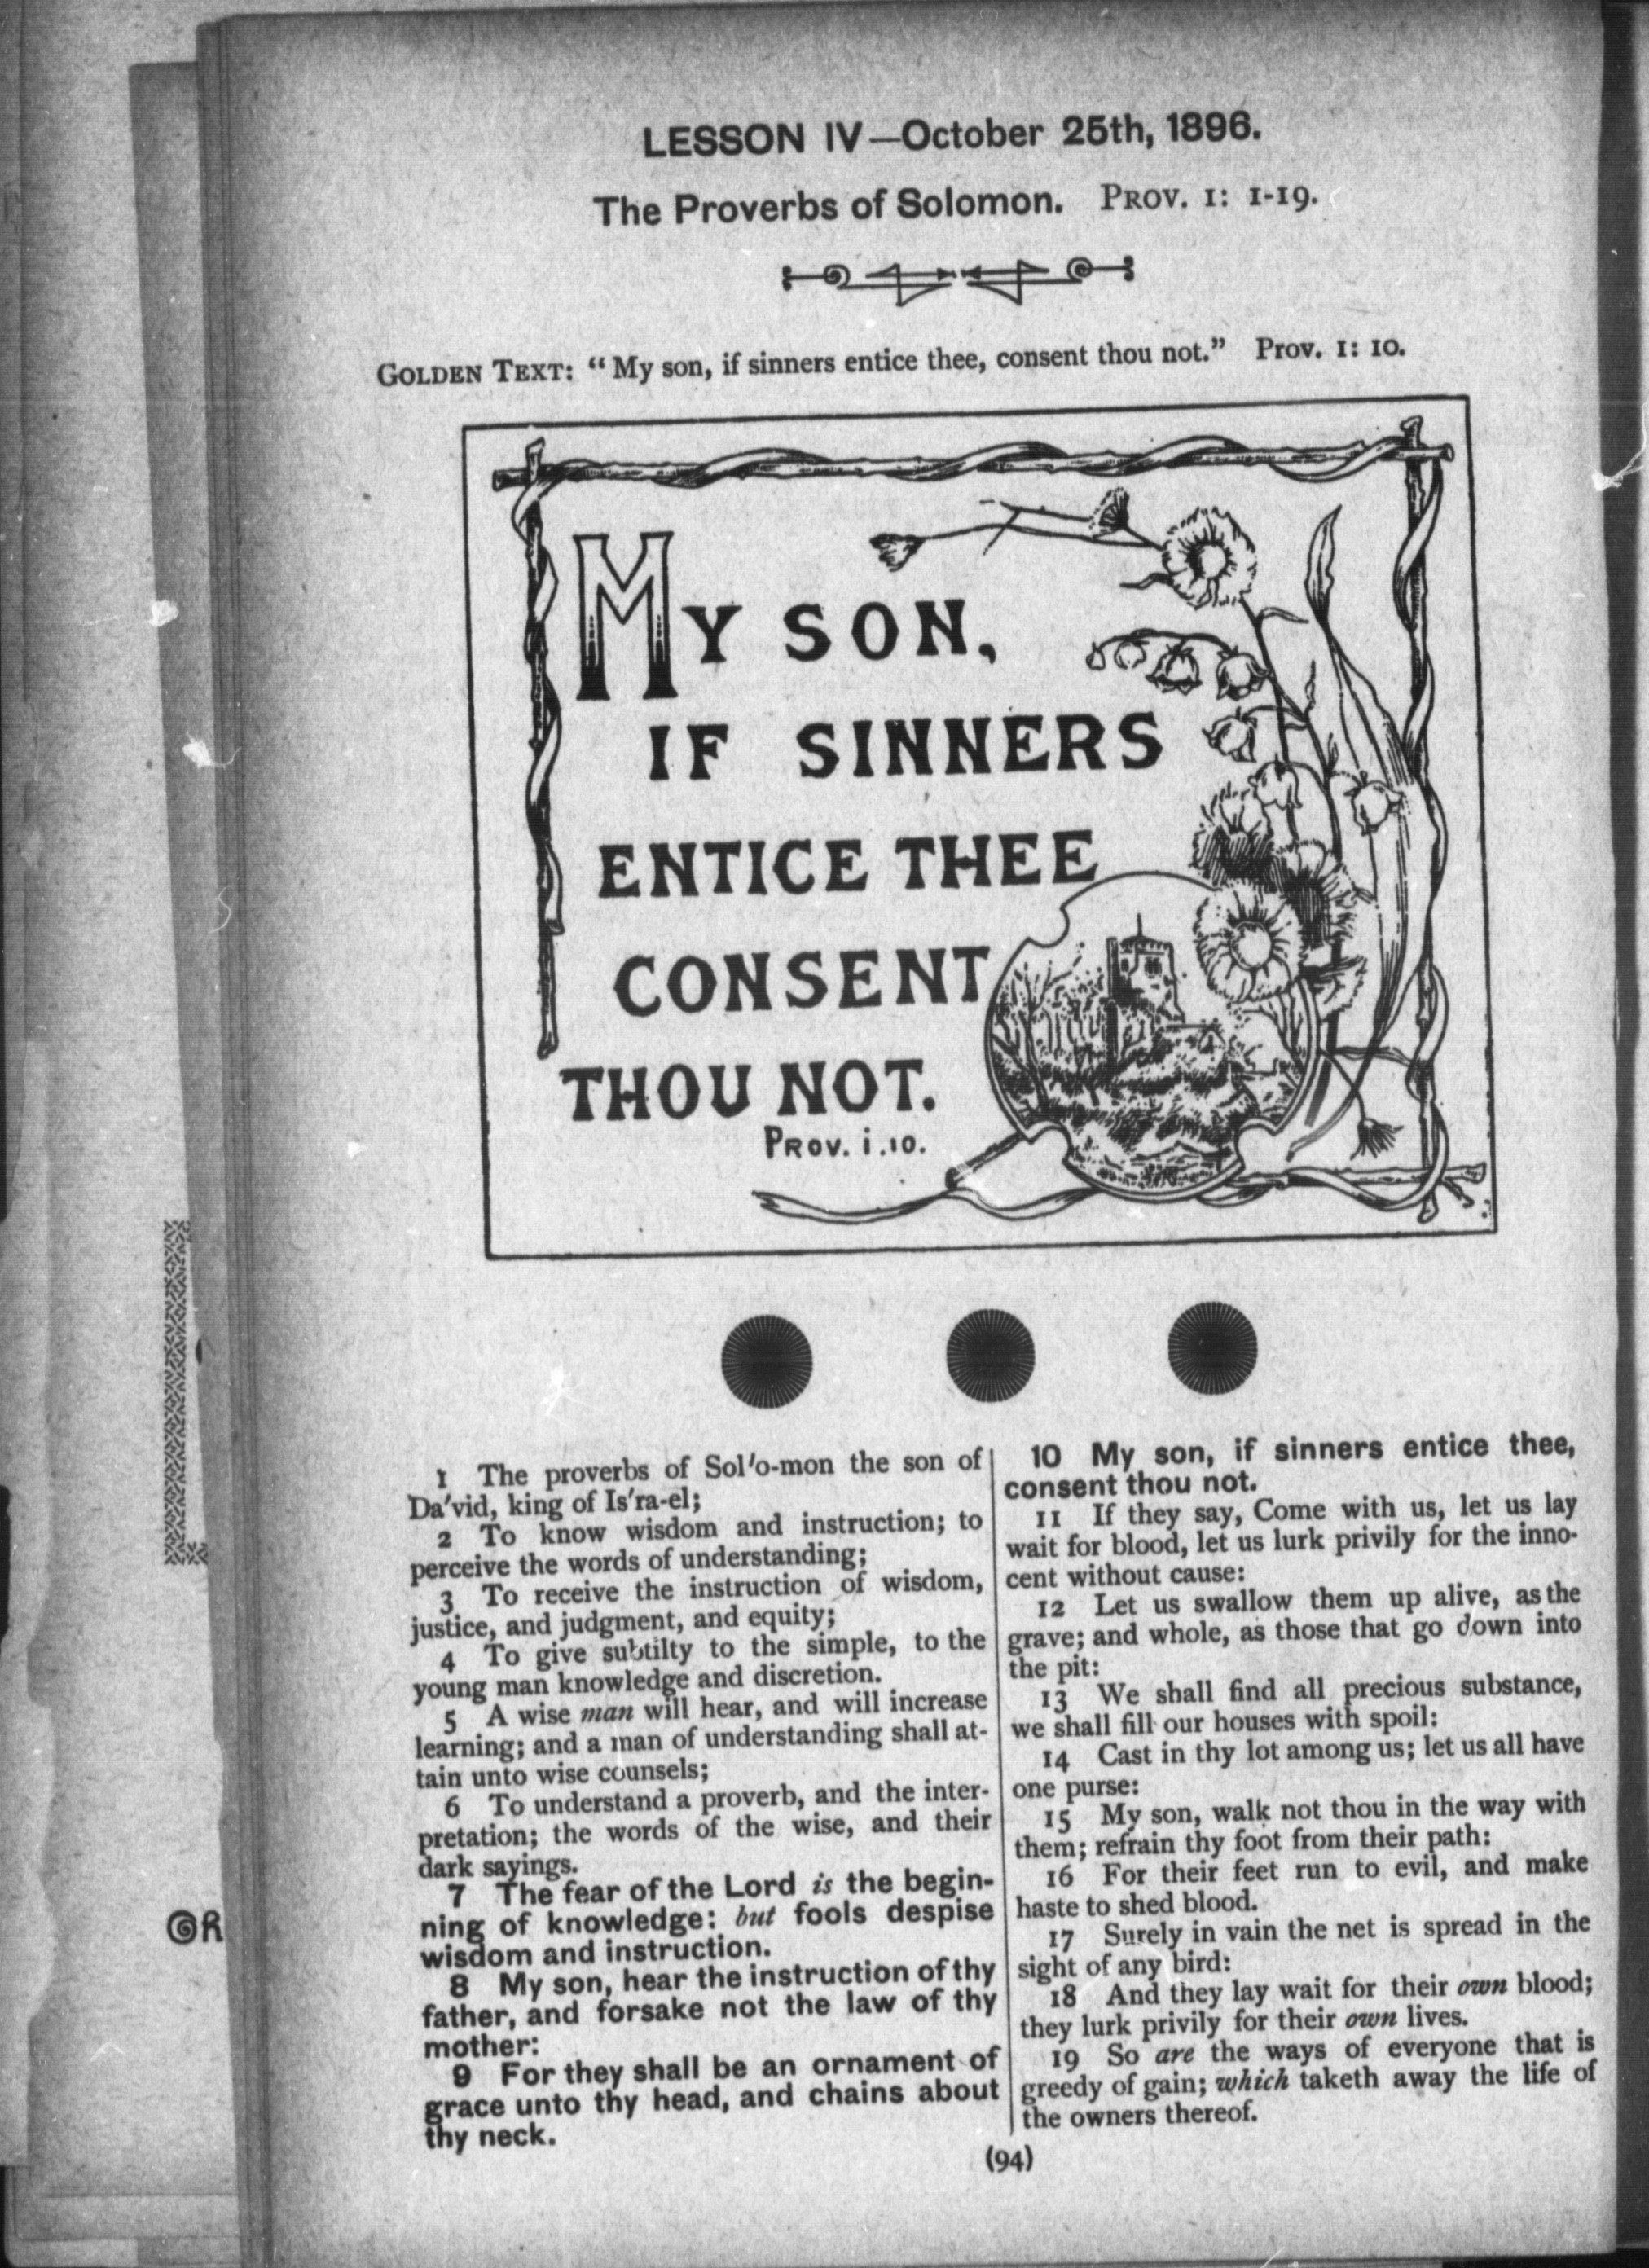 LESSON IV—October 25th, 1896.
The Proverbs of Solomon. PROV. 1: 1-19.
GOLDEN TEXT: “My son, if sinners entice thee, consent thou not.” Prov. 1: 10.
MY SON,
IF SINNERS
ENTICE THEE
CONSENT
THOU NOT.
PROV. i. 10.
1 The proverbs of Sol'o-mon the son of
Da'vid, king of Is'ra-el;
2 To know wisdom and instruction; to
perceive the words of understanding;
3 To receive the instruction of wisdom,
justice, and judgment, and equity;
4 To give subtilty to the simple, to the
young man knowledge and discretion.
5 A wise man will hear, and will increase
learning; and a man of understanding shall at-
tain unto wise counsels;
6 To understand a proverb, and the inter-
pretation; the words of the wise, and their
dark sayings.
7 The fear of the Lord is the begin-
ning of knowledge: but fools despise
wisdom and instruction.
8 My son, hear the instruction of thy
father, and forsake not the law of thy
mother:
9 For they shall be an ornament of
grace unto thy head, and chains about
thy neck.
10 My son, if sinners entice thee,
consent thou not.
11 If they say, Come with us, let us lay
wait for blood, let us lurk privily for the inno-
cent without cause:
12 Let us swallow them up alive, as the
grave; and whole, as those that go down into
the pit:
13 We shall find all precious substance,
we shall fill our houses with spoil:
14 Cast in thy lot among us; let us all have
one purse:
15 My son, walk not thou in the way with
them; refrain thy foot from their path:
16 For their feet run to evil, and make
haste to shed blood.
17 Surely in vain the net is spread in the
sight of any bird:
18 And they lay wait for their own blood;
they lurk privily for their own lives.
19 So are the ways of everyone that is
greedy of gain; which taketh away the life of
the owners thereof.
(94)